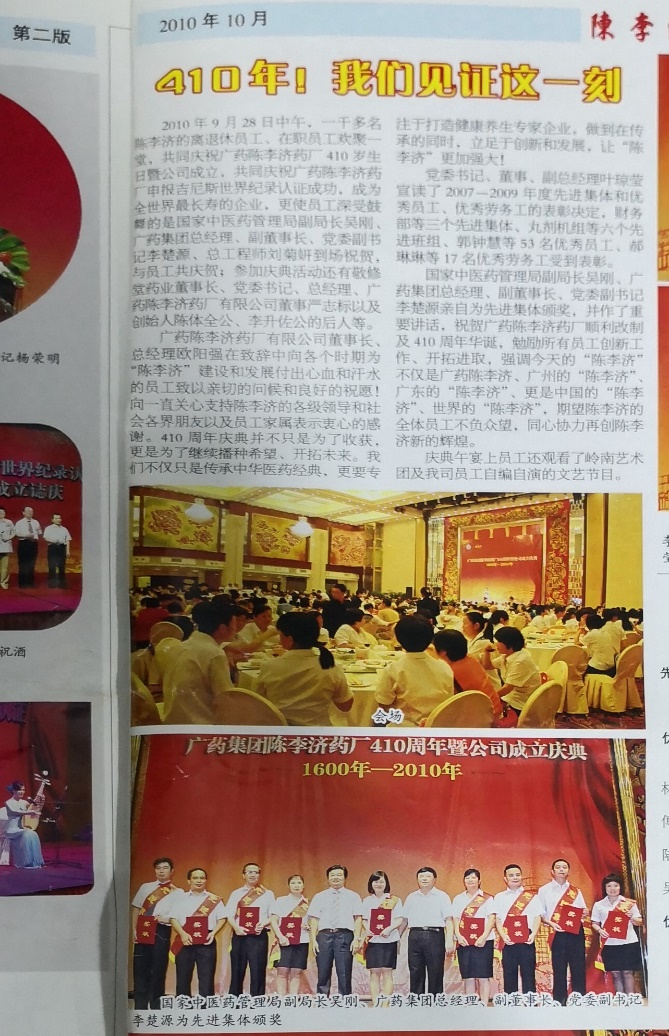 第二版
记杨荣明
世界纪录认
成立誌庆
祝酒
2010年10月
陳李
410年！我们见证这一刻
2010年9月28日中午，一千多名
陈李济的离退休员工、在职员工欢聚一
堂，共同庆祝广药陈李济药厂410岁生
日暨公司成立，共同庆祝广药陈李济药
厂申报吉尼斯世界纪录认证成功，成为
全世界最长寿的企业，更使员工深受鼓
舞的是国家中医药管理局副局长吴刚、
广药集团总经理、副董事长、党委副书
记李楚源、总工程师刘菊妍到场祝贺，
与员工共庆贺；参加庆典活动还有敬修
堂药业董事长、党委书记、总经理、广
药陈李济药厂有限公司董事严志标以及
创始人陈体全公、李升佐公的后人等。
广药陈李济药厂有限公司董事长、
总经理欧阳强在致辞中向各个时期为
“陈李济”建设和发展付出心血和汗水
的员工致以亲切的问候和良好的祝愿！
向一直关心支持陈李济的各级领导和社
会各界朋友以及员工家属表示衷心的感
谢。410周年庆典并不只是为了收获，
更是为了继续播种希望、开拓未来。我
们不仅只是传承中华医药经典，更要专
注于打造健康养生专家企业，做到在传
承的同时，立足于创新和发展，让“陈
李济”更加强大！
党委书记、董事、副总经理叶琼莹
宣读了2007—2009年度先进集体和优
秀员工、优秀劳务工的表彰决定，财务
部等三个先进集体、丸剂机组等六个先
进班组、郭钟慧等53名优秀员工、郝
琳琳等17名优秀劳务工受到表彰。
国家中医药管理局副局长吴刚、广
药集团总经理、副董事长、党委副书记
李楚源亲自为先进集体颁奖，并作了重
要讲话，祝贺广药陈李济药厂顺利改制
及410周年华诞，勉励所有员工创新工
作、开拓进取，强调今天的“陈李济”
不仅是广药陈李济、广州的“陈李济”、
广东的“陈李济”、更是中国的“陈李
济”、世界的“陈李济”，期望陈李济的
全体员工不负众望，同心协力再创陈李
济新的辉煌。
庆典午宴上员工还观看了岭南艺术
团及我司员工自编自演的文艺节目。
会场
广药集团陈李济药厂410周年暨公司成立庆典
1600年—2010年
奖状
奖状
奖状
奖状
奖状
奖状
奖状
奖状
奖状
国家中医药管理局副局长吴刚、广药集团总经理、副董事长、党委副书记
李楚源为先进集体颁奖